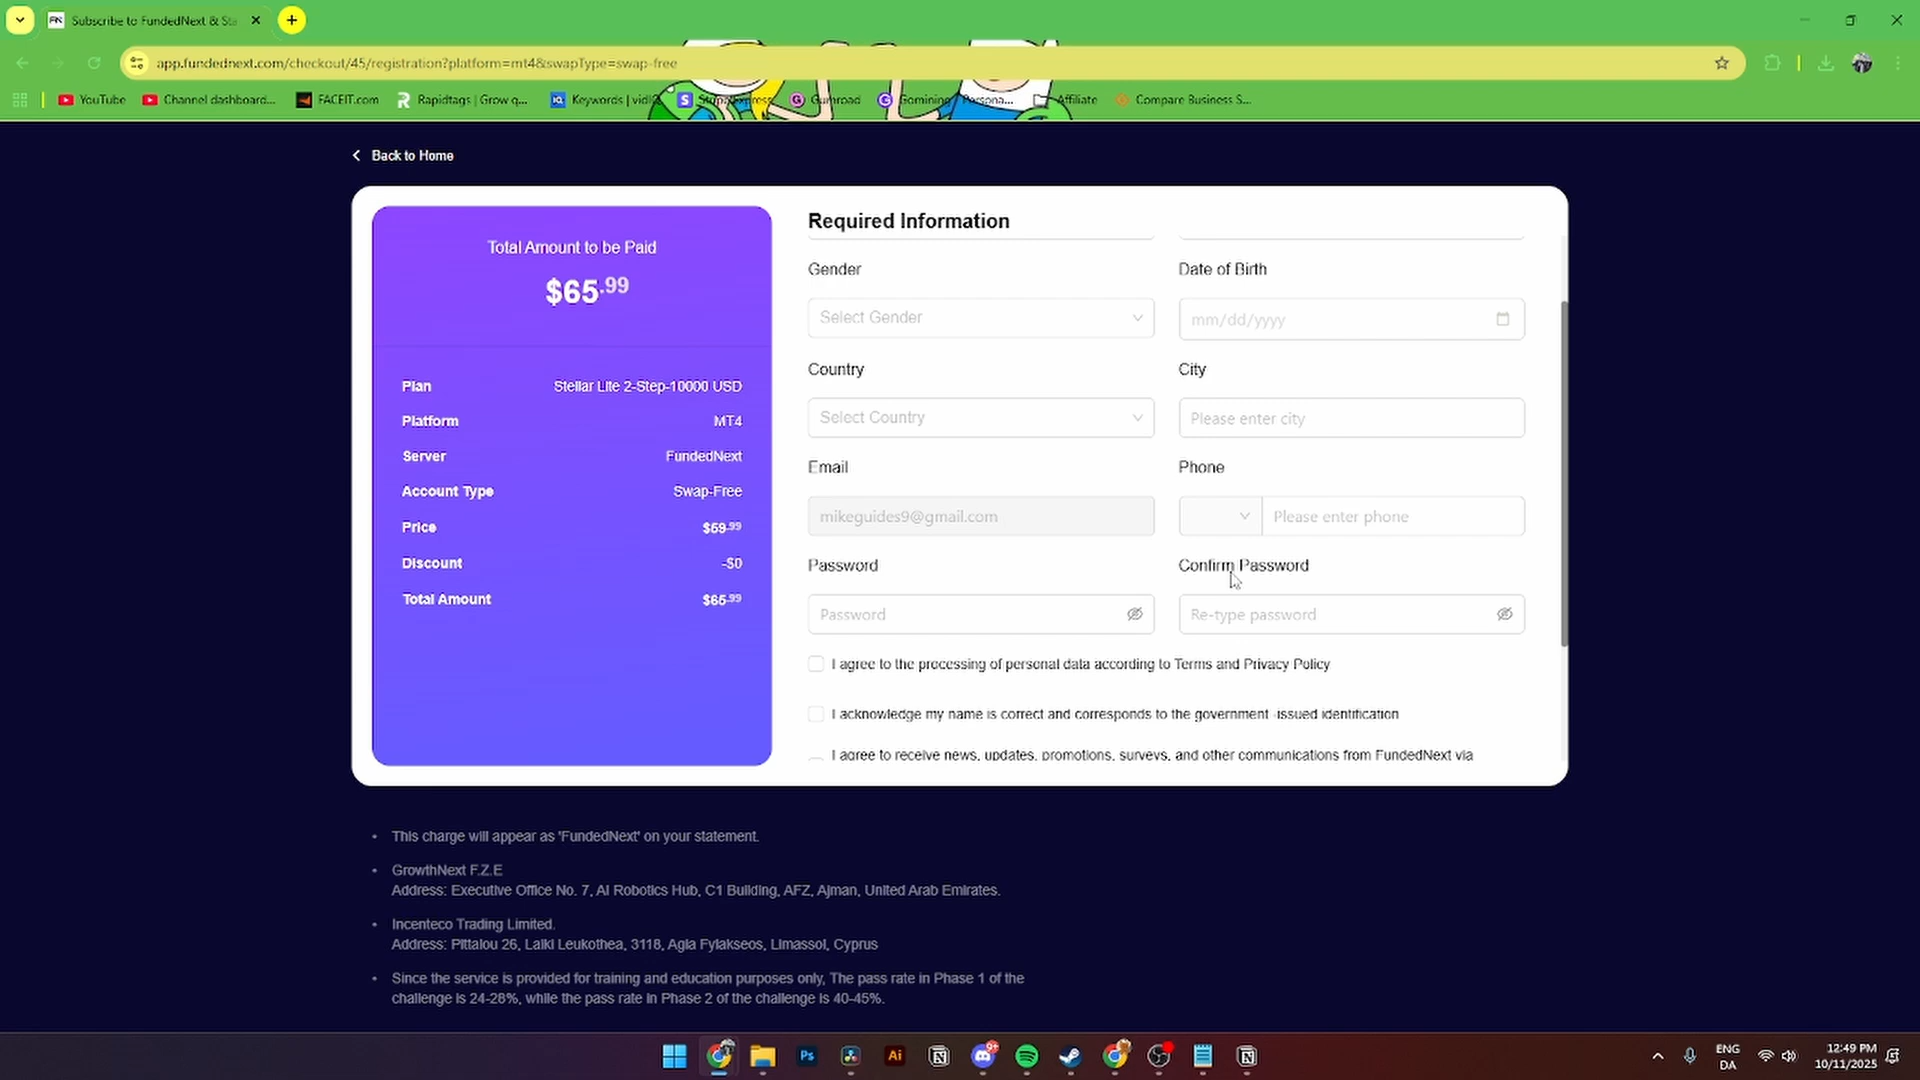 Subscribe to FundedNext & Sta
app.fundednext.com/checkout/45/registration?platform=mt4&swapType=swap-free
YouTube
Channel dashboard...
FACEIT.com
Rapidtags | Grow q...
Keywords | vidIQ
Gumroad
Gomining | Persona...
Affiliate
Compare Business S...
Back to Home
Total Amount to be Paid
$65.99
Plan Stellar Lite 2-Step-10000 USD
Platform MT4
Server FundedNext
Account Type Swap-Free
Price $59.99
Discount -$0
Total Amount $65.99
Required Information
Gender Date of Birth
Select Gender mm/dd/yyyy
Country City
Select Country Please enter city
Email Phone
mikeguides9@gmail.com Please enter phone
Password Confirm Password
Password Re-type password
I agree to the processing of personal data according to Terms and Privacy Policy
I acknowledge my name is correct and corresponds to the government -issued identification
I agree to receive news, updates, promotions, surveys, and other communications from FundedNext via
• This charge will appear as 'FundedNext' on your statement.
• GrowthNext F.Z.E
Address: Executive Office No. 7, AI Robotics Hub, C1 Building, AFZ, Ajman, United Arab Emirates.
• Incenteco Trading Limited.
Address: Pittalou 26, Laiki Leukothea, 3118, Agia Fylakseos, Limassol, Cyprus
• Since the service is provided for training and education purposes only, The pass rate in Phase 1 of the
challenge is 24-28%, while the pass rate in Phase 2 of the challenge is 40-45%.
Ps
Ai
9+
ENG
DA
12:49 PM
10/11/2025